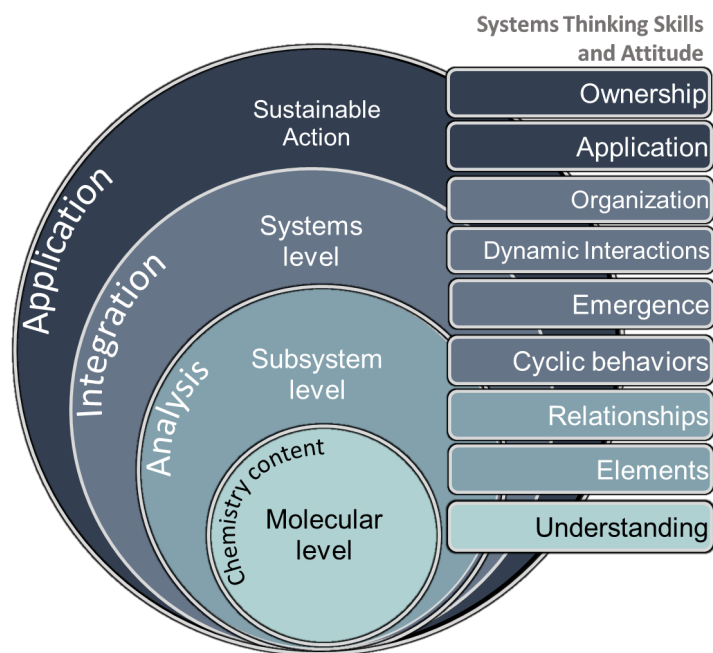 Systems Thinking Skills
and Attitude
Ownership
Application
Organization
Dynamic Interactions
Emergence
Cyclic behaviors
Relationships
Elements
Understanding
Application
Sustainable
Action
Integration
Systems
level
Analysis
Subsystem
level
Chemistry content
Molecular
level